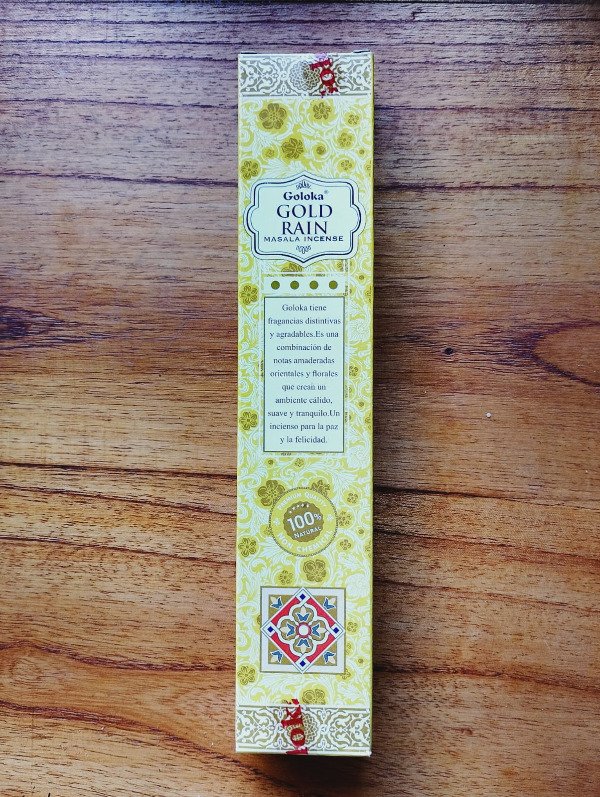 Goloka®
GOLD
RAIN
MASALA INCENSE
Goloka tiene
fragancias distintivas
y agradables.Es una
combinación de
notas amaderadas
orientales y florales
que crean un
ambiente cálido,
suave y tranquilo.Un
incienso para la paz
y la felicidad.
100%
NATURAL